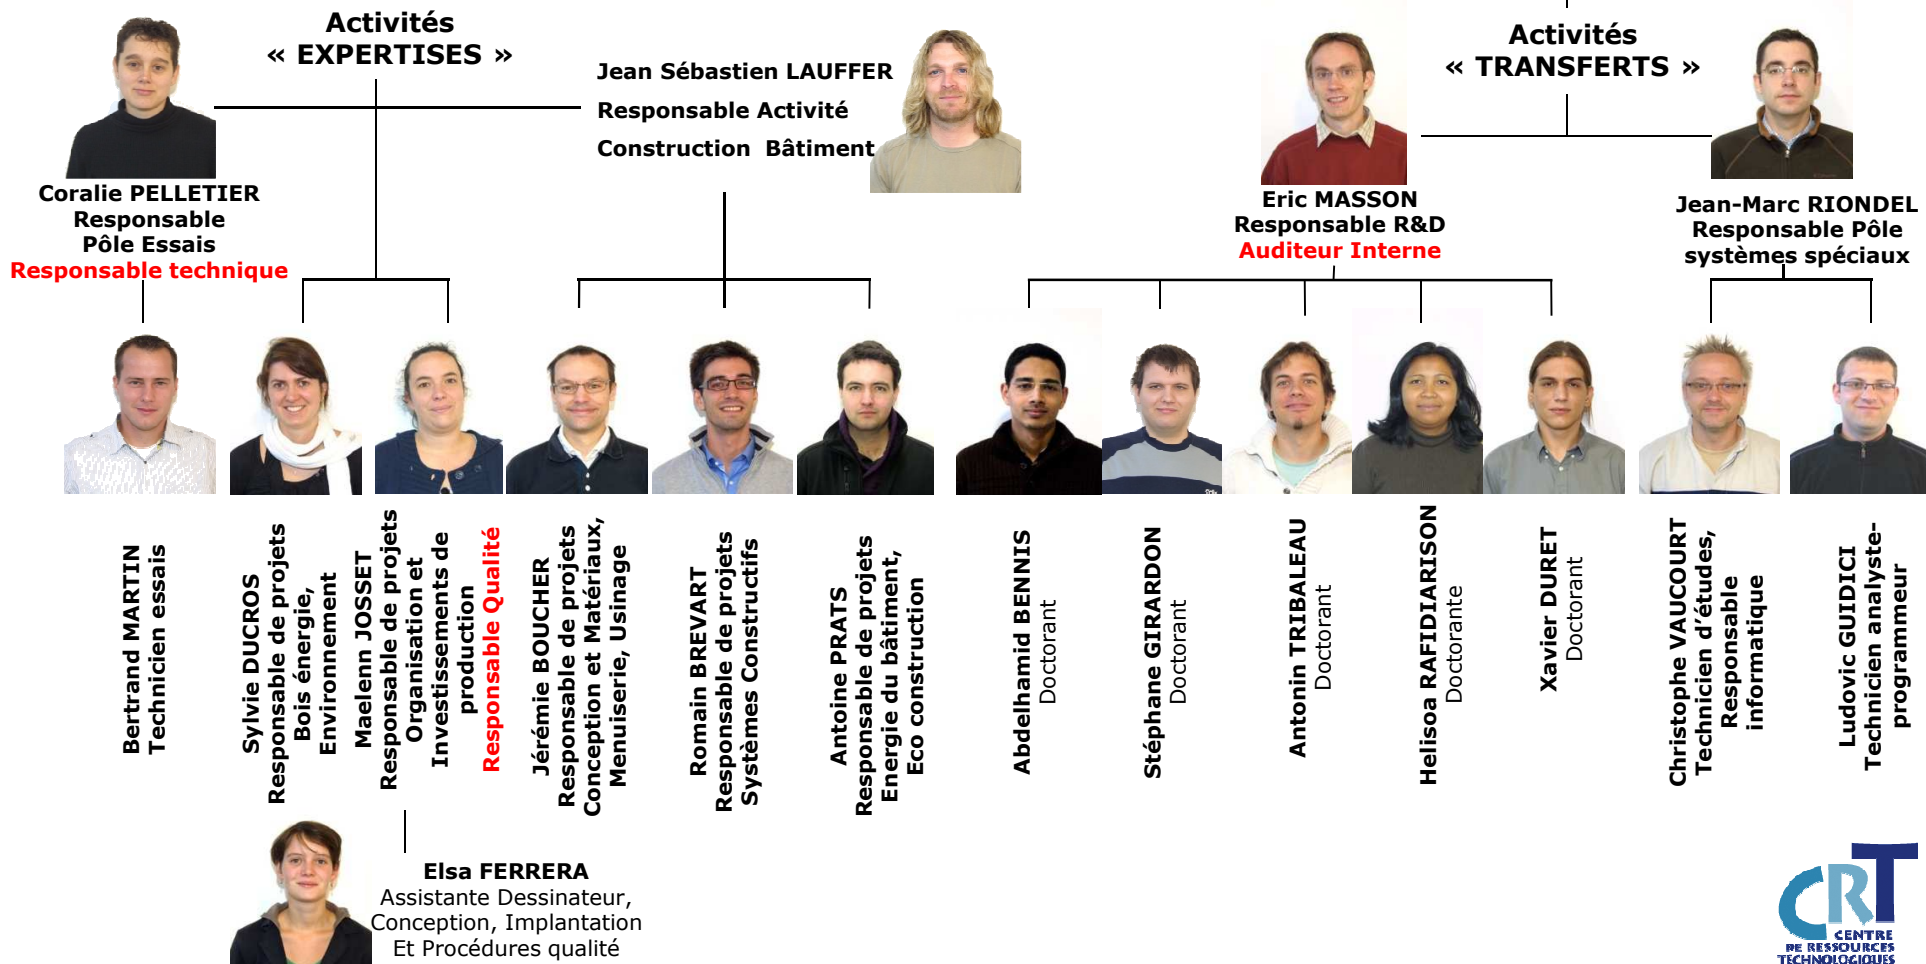 Activités
« EXPERTISES »
Activités
« TRANSFERTS »
Jean Sébastien LAUFFER
Responsable Activité
Construction Bâtiment
Coralie PELLETIER
Responsable
Pôle Essais
Responsable technique
Eric MASSON
Responsable R&D
Auditeur Interne
Jean-Marc RIONDEL
Responsable Pôle
systèmes spéciaux
Bertrand MARTIN
Technicien essais
Sylvie DUCROS
Responsable de projets
Bois énergie,
Environnement
Maelenn JOSSET
Responsable de projets
Organisation et
Investissements de
production
Responsable Qualité
Jérémie BOUCHER
Responsable de projets
Conception et Matériaux,
Menuiserie, Usinage
Romain BREVART
Responsable de projets
Systèmes Constructifs
Antoine PRATS
Responsable de projets
Energie du bâtiment,
Eco construction
Abdelhamid BENNIS
Doctorant
Stéphane GIRARDON
Doctorant
Antonin TRIBALEAU
Doctorant
Helisoa RAFIDIARISON
Doctorante
Xavier DURET
Doctorant
Christophe VAUCOURT
Technicien d'études,
Responsable
informatique
Ludovic GUIDICI
Technicien analyste-
programmeur
Elsa FERRERA
Assistante Dessinateur,
Conception, Implantation
Et Procédures qualité
CRT
CENTRE
DE RESSOURCES
TECHNOLOGIQUES